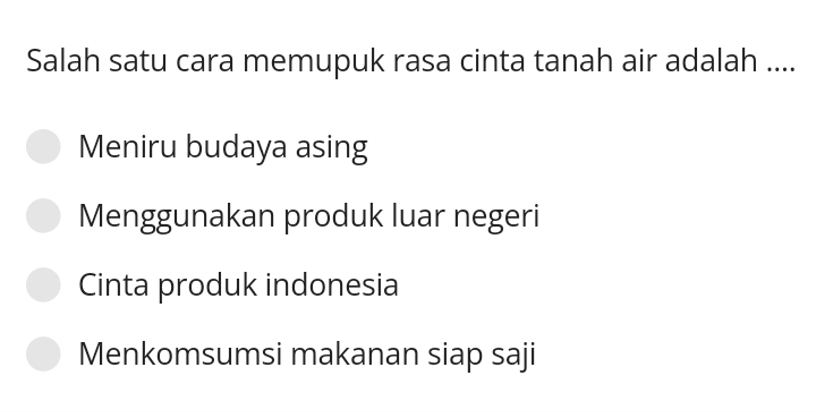 Salah satu cara memupuk rasa cinta tanah air adalah ....
Meniru budaya asing
Menggunakan produk luar negeri
Cinta produk indonesia
Menkomsumsi makanan siap saji